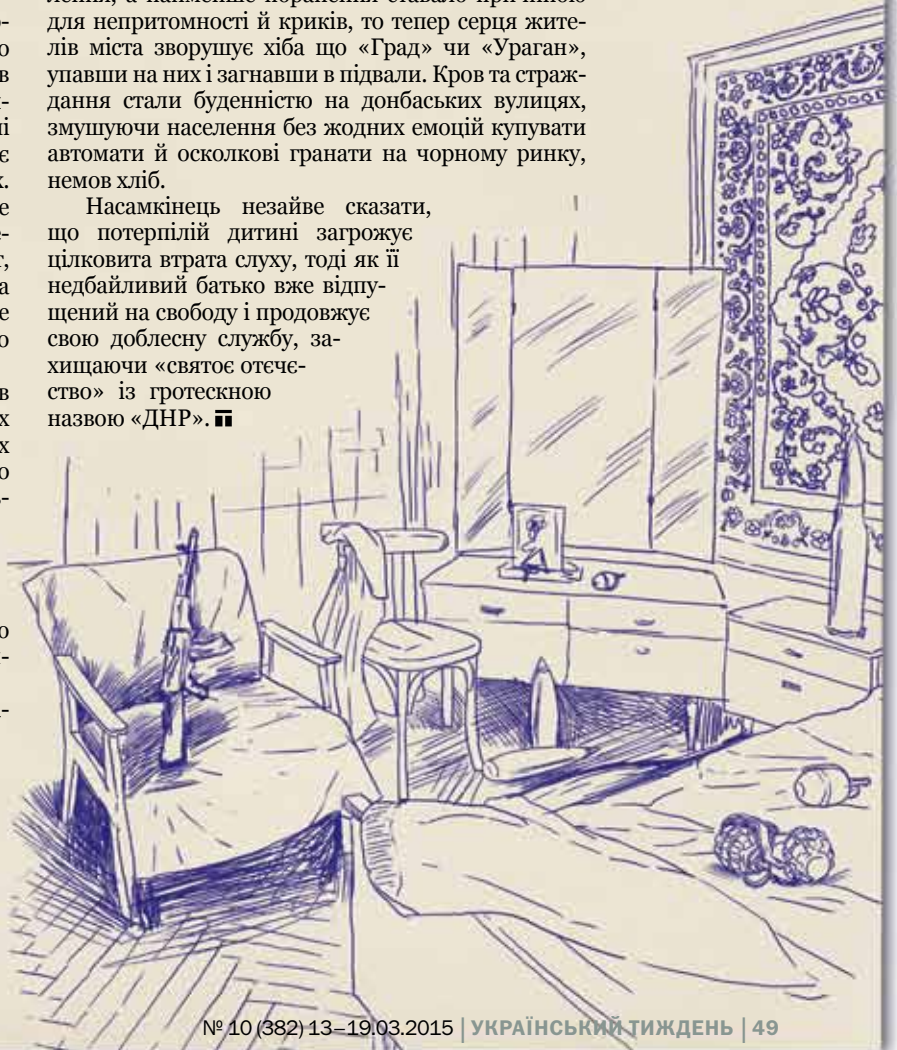 лення, а найменше поранення ставало причиною
для непритомності й криків, то тепер серця жите-
лів міста зворушує хіба що «Град» чи «Ураган»,
упавши на них і загнавши в підвали. Кров та страж-
дання стали буденністю на донбаських вулицях,
змушуючи населення без жодних емоцій купувати
автомати й осколкові гранати на чорному ринку,
немов хліб.
Насамкінець незайве сказати,
що потерпілій дитині загрожує
цілковита втрата слуху, тоді як її
недбайливий батько вже відпу-
щений на свободу і продовжує
свою доблесну службу, за-
хищаючи «святоє отєчє-
ство» із гротескною
назвою «ДНР».
№ 10 (382) 13–19.03.2015 | УКРАЇНСЬКИЙ ТИЖДЕНЬ | 49